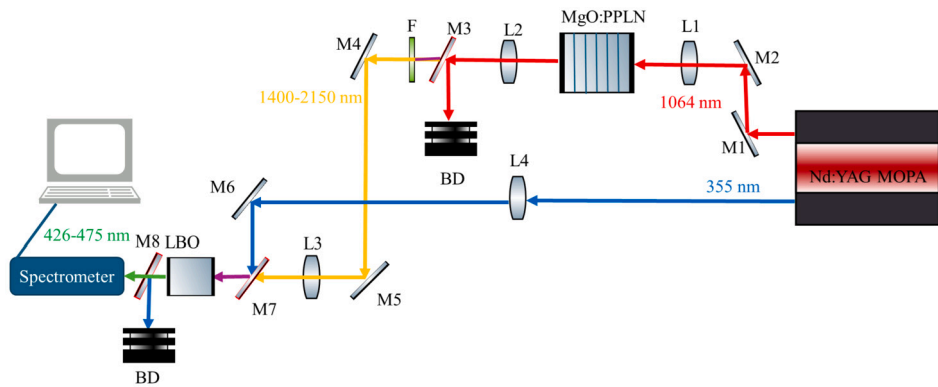 MgO:PPLN
L1
L2
M3
F
M4
M2
1400-2150 nm
1064 nm
M1
BD
L4
M6
355 nm
Nd:YAG MOPA
426-475 nm
M8
LBO
L3
Spectrometer
M7
M5
BD